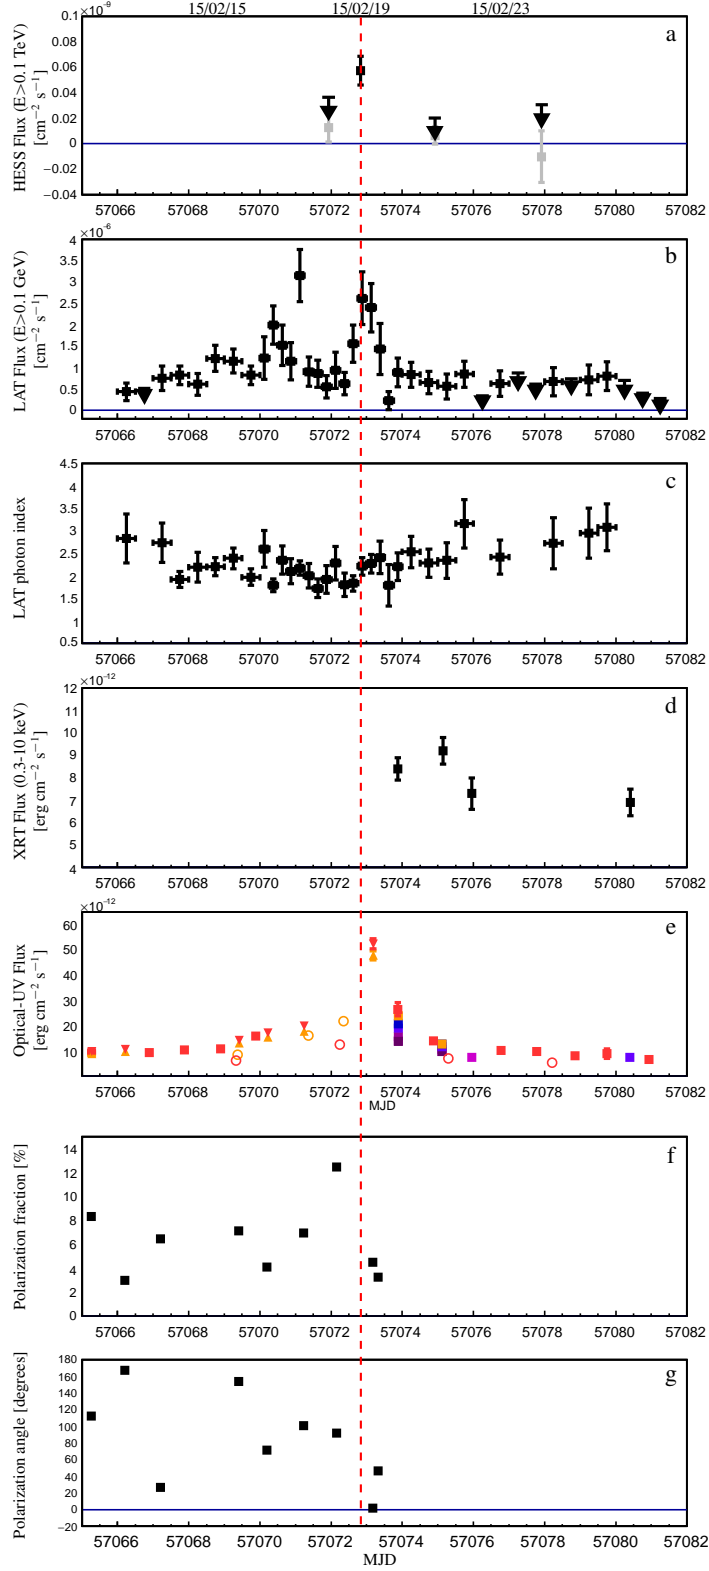 15/02/15 15/02/19 15/02/23
×10⁻⁹
a
HESS Flux (E>0.1 TeV)
[cm⁻² s⁻¹]
0.1
0.08
0.06
0.04
0.02
0
−0.02
−0.04
57066 57070 57072 57074 57076 57078 57080 57082
×10⁻⁶
b
LAT Flux (E>0.1 GeV)
[cm⁻² s⁻¹]
4
3.5
3
2.5
2
1.5
1
0.5
0
57066 57070 57072 57074 57076 57078 57080 57082
c
LAT photon index
4.5
4
3.5
3
2.5
2
1.5
1
0.5
57066 57070 57072 57074 57076 57078 57080 57082
×10⁻¹²
d
XRT Flux (0.3-10 keV)
[erg cm⁻² s⁻¹]
12
11
10
9
8
7
6
5
4
57066 57070 57072 57074 57076 57078 57080 57082
×10⁻¹²
e
Optical-UV Flux
[erg cm⁻² s⁻¹]
60
50
40
30
20
10
57066 57070 57072 57074 57076 57078 57080 57082
MJD
f
Polarization fraction [%]
14
12
10
8
6
4
2
0
57066 57070 57072 57074 57076 57078 57080 57082
g
Polarization angle [degrees]
180
160
140
120
100
80
60
40
20
0
−20
57066 57070 57072 57074 57076 57078 57080 57082
MJD